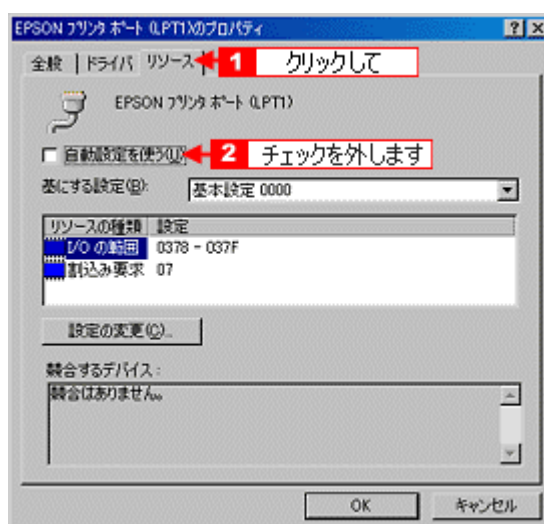 EPSON プリンタ ポート (LPT1)のプロパティ
全般 ドライバ リソース 1 クリックして
EPSON プリンタ ポート (LPT1)
自動設定を使う(U) 2 チェックを外します
基にする設定(B): 基本設定 0000
リソースの種類 設定
I/O の範囲 0378 - 037F
割込み要求 07
設定の変更(C)...
競合するデバイス:
競合はありません。
OK キャンセル